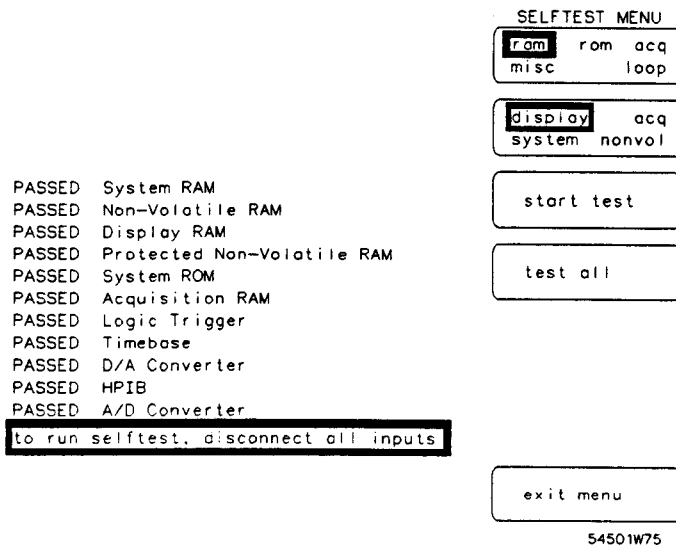 SELFTEST MENU
ram rom acq
misc loop
display acq
system nonvol
start test
test all
PASSED System RAM
PASSED Non-Volatile RAM
PASSED Display RAM
PASSED Protected Non-Volatile RAM
PASSED System ROM
PASSED Acquisition RAM
PASSED Logic Trigger
PASSED Timebase
PASSED D/A Converter
PASSED HPIB
PASSED A/D Converter
to run selftest, disconnect all inputs
exit menu
54501W75